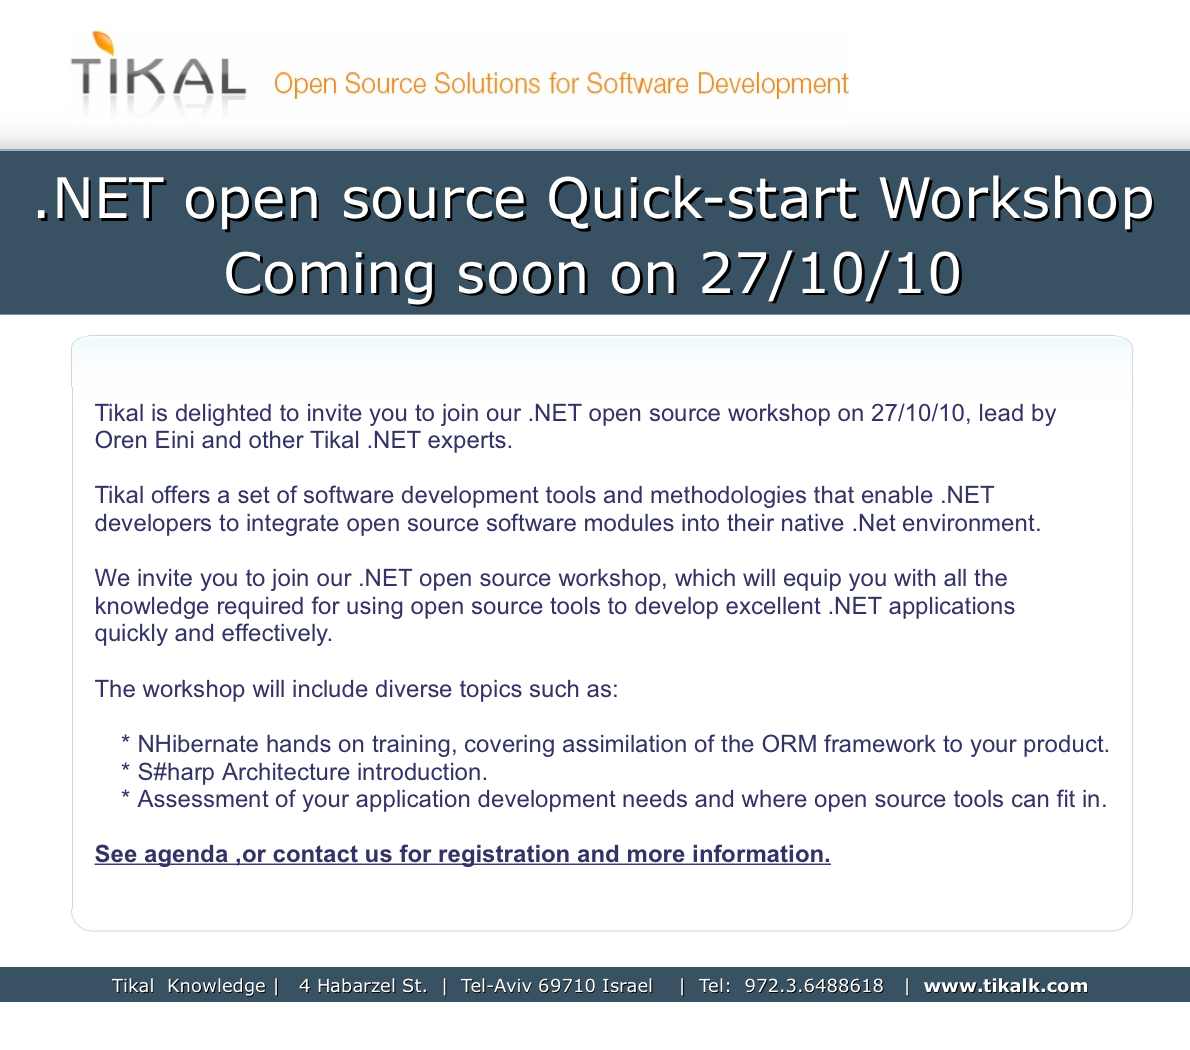 TIKAL Open Source Solutions for Software Development
.NET open source Quick-start Workshop
Coming soon on 27/10/10
Tikal is delighted to invite you to join our .NET open source workshop on 27/10/10, lead by
Oren Eini and other Tikal .NET experts.
Tikal offers a set of software development tools and methodologies that enable .NET
developers to integrate open source software modules into their native .Net environment.
We invite you to join our .NET open source workshop, which will equip you with all the
knowledge required for using open source tools to develop excellent .NET applications
quickly and effectively.
The workshop will include diverse topics such as:
* NHibernate hands on training, covering assimilation of the ORM framework to your product.
* S#harp Architecture introduction.
* Assessment of your application development needs and where open source tools can fit in.
See agenda ,or contact us for registration and more information.
Tikal Knowledge | 4 Habarzel St. | Tel-Aviv 69710 Israel | Tel: 972.3.6488618 | www.tikalk.com